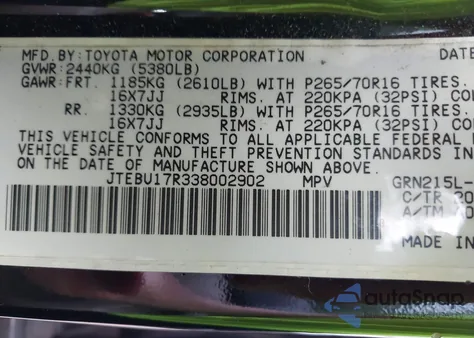 MFD.BY:TOYOTA MOTOR CORPORATION DATE
GVWR:2440KG (5380LB)
GAWR:FRT. 1185KG (2610LB) WITH P265/70R16 TIRES.
16X7JJ RIMS. AT 220KPA (32PSI) CO
RR. 1330KG (2935LB) WITH P265/70R16 TIRES.
16X7JJ RIMS. AT 220KPA (32PSI) CO
THIS VEHICLE CONFORMS TO ALL APPLICABLE FEDERAL
VEHICLE SAFETY AND THEFT PREVENTION STANDARDS IN
ON THE DATE OF MANUFACTURE SHOWN ABOVE.
JTEBU17R338002902 MPV GRN215L-
C/TR 20
A/TM
MADE IN
autoSnap